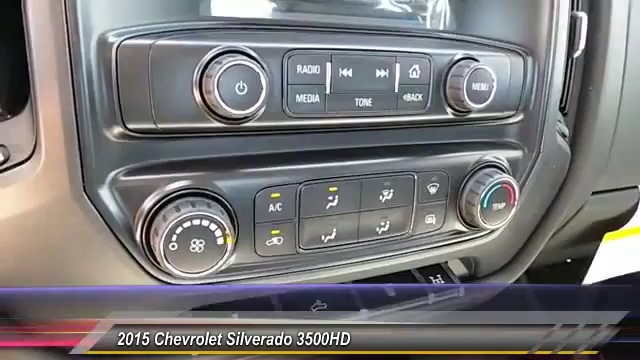 RADIO
MEDIA
TONE
BACK
MENU
A/C
TEMP
2015 Chevrolet Silverado 3500HD